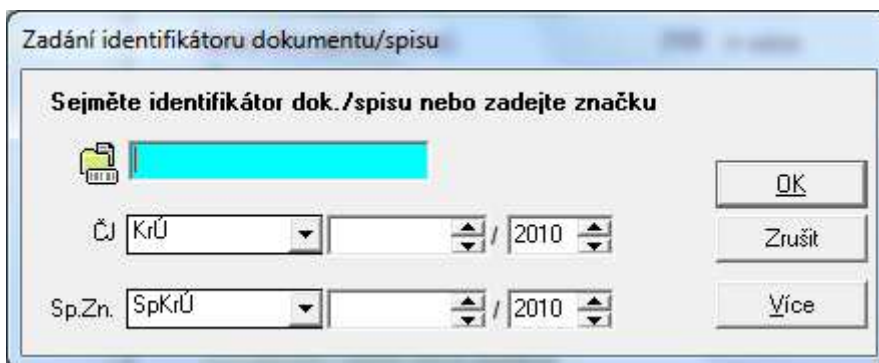 Zadání identifikátoru dokumentu/spisu
Sejměte identifikátor dok./spisu nebo zadejte značku
OK
ČJ KrÚ / 2010 Zrušit
Sp.Zn. SpKrÚ / 2010 Více